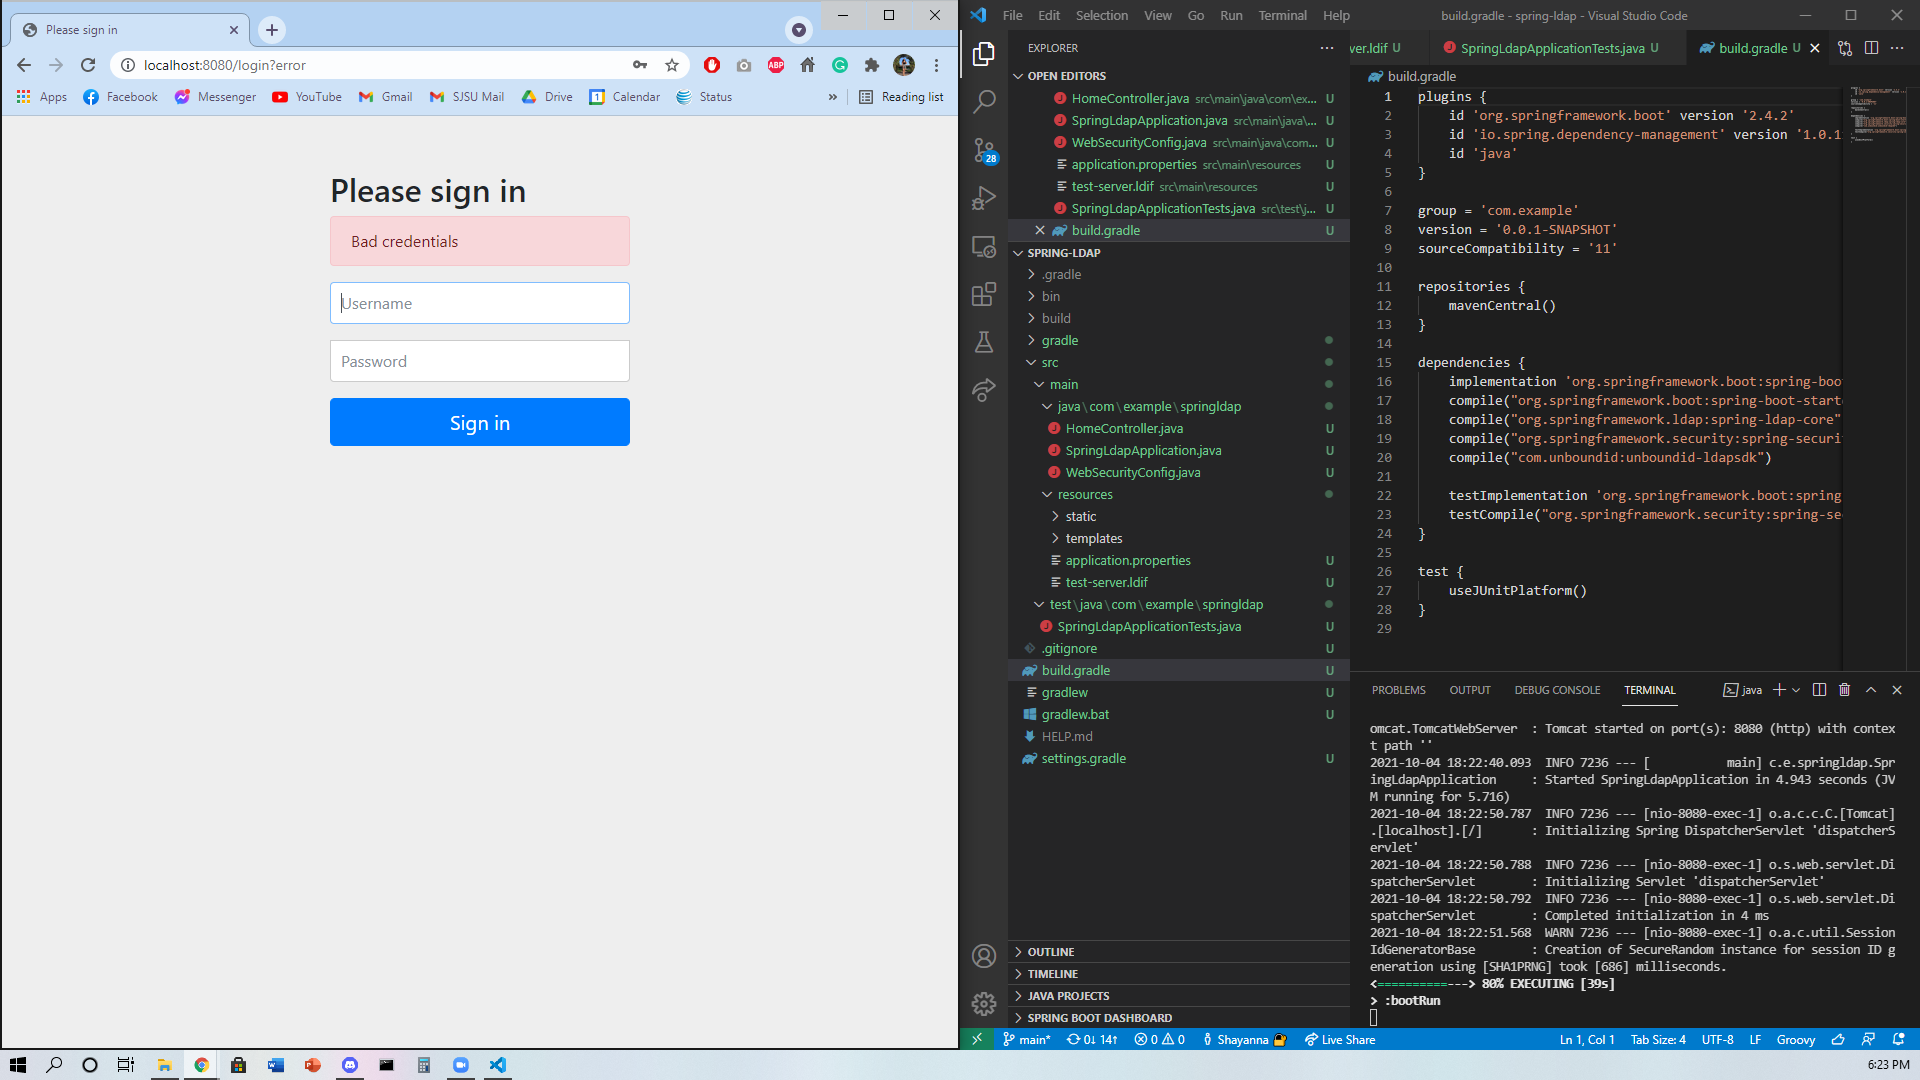 Please sign in
localhost:8080/login?error
ABP
Apps
Facebook
Messenger
YouTube
Gmail
SJSU Mail
Drive
Calendar
Status
»
Reading list
Please sign in
Bad credentials
Username
Password
Sign in
File Edit Selection View Go Run Terminal Help
build.gradle - spring-ldap - Visual Studio Code
28
EXPLORER
OPEN EDITORS
HomeController.java src\main\java\com\ex... U
SpringLdapApplication.java src\main\java\... U
WebSecurityConfig.java src\main\java\com... U
application.properties src\main\resources U
test-server.ldif src\main\resources U
SpringLdapApplicationTests.java src\test\j... U
build.gradle U
SPRING-LDAP
.gradle
bin
build
gradle
src
main
java\com\example\springldap
HomeController.java U
SpringLdapApplication.java U
WebSecurityConfig.java U
resources
static
templates
application.properties U
test-server.ldif U
test\java\com\example\springldap
SpringLdapApplicationTests.java U
.gitignore U
build.gradle U
gradlew U
gradlew.bat U
HELP.md
settings.gradle U
OUTLINE
TIMELINE
JAVA PROJECTS
SPRING BOOT DASHBOARD
ver.ldif U
SpringLdapApplicationTests.java U
build.gradle U
build.gradle
1 plugins {
2 id 'org.springframework.boot' version '2.4.2'
3 id 'io.spring.dependency-management' version '1.0.1
4 id 'java'
5 }
6
7 group = 'com.example'
8 version = '0.0.1-SNAPSHOT'
9 sourceCompatibility = '11'
10
11 repositories {
12 mavenCentral()
13 }
14
15 dependencies {
16 implementation 'org.springframework.boot:spring-boo
17 compile("org.springframework.boot:spring-boot-start
18 compile("org.springframework.ldap:spring-ldap-core"
19 compile("org.springframework.security:spring-securi
20 compile("com.unboundid:unboundid-ldapsdk")
21
22 testImplementation 'org.springframework.boot:spring
23 testCompile("org.springframework.security:spring-se
24 }
25
26 test {
27 useJUnitPlatform()
28 }
29
PROBLEMS OUTPUT DEBUG CONSOLE TERMINAL
java
omcat.TomcatWebServer : Tomcat started on port(s): 8080 (http) with contex
t path ''
2021-10-04 18:22:40.093 INFO 7236 --- [ main] c.e.springldap.Spr
ingLdapApplication : Started SpringLdapApplication in 4.943 seconds (JV
M running for 5.716)
2021-10-04 18:22:50.787 INFO 7236 --- [nio-8080-exec-1] o.a.c.c.C.[Tomcat]
.[localhost].[/] : Initializing Spring DispatcherServlet 'dispatcherS
ervlet'
2021-10-04 18:22:50.788 INFO 7236 --- [nio-8080-exec-1] o.s.web.servlet.Di
spatcherServlet : Initializing Servlet 'dispatcherServlet'
2021-10-04 18:22:50.792 INFO 7236 --- [nio-8080-exec-1] o.s.web.servlet.Di
spatcherServlet : Completed initialization in 4 ms
2021-10-04 18:22:51.568 WARN 7236 --- [nio-8080-exec-1] o.a.c.util.Session
IdGeneratorBase : Creation of SecureRandom instance for session ID g
eneration using [SHA1PRNG] took [686] milliseconds.
<==========---> 80% EXECUTING [39s]
> :bootRun
main* 0↓ 14↑ 0 0 Shayanna Live Share
Ln 1, Col 1 Tab Size: 4 UTF-8 LF Groovy
6:23 PM